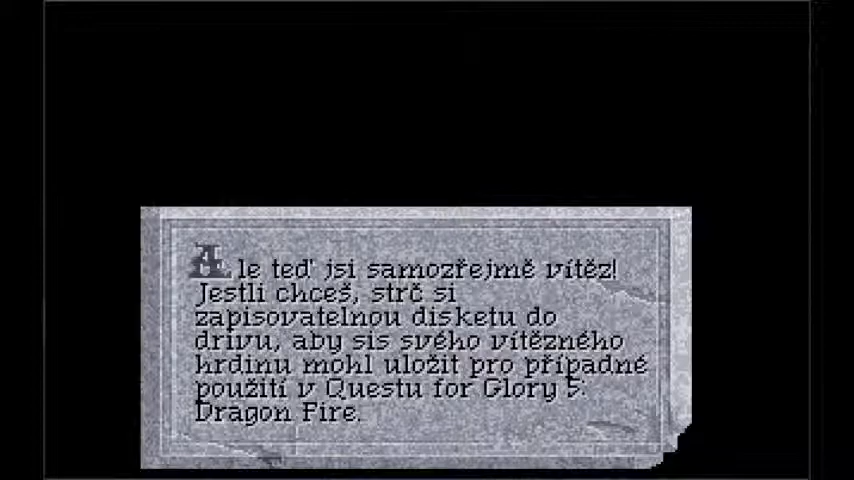 Ale teď jsi samozřejmě vítěz!
Jestli chceš, strč si
zapisovatelnou disketu do
drivu, aby sis svého vítězného
hrdinu mohl uložit pro případné
použití v Questu for Glory 5:
Dragon Fire.